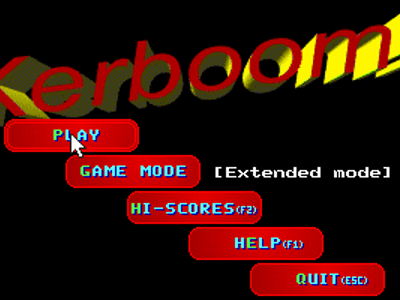 Kerboom!
PLAY
GAME MODE [Extended mode]
HI-SCORES(F2)
HELP(F1)
QUIT(ESC)